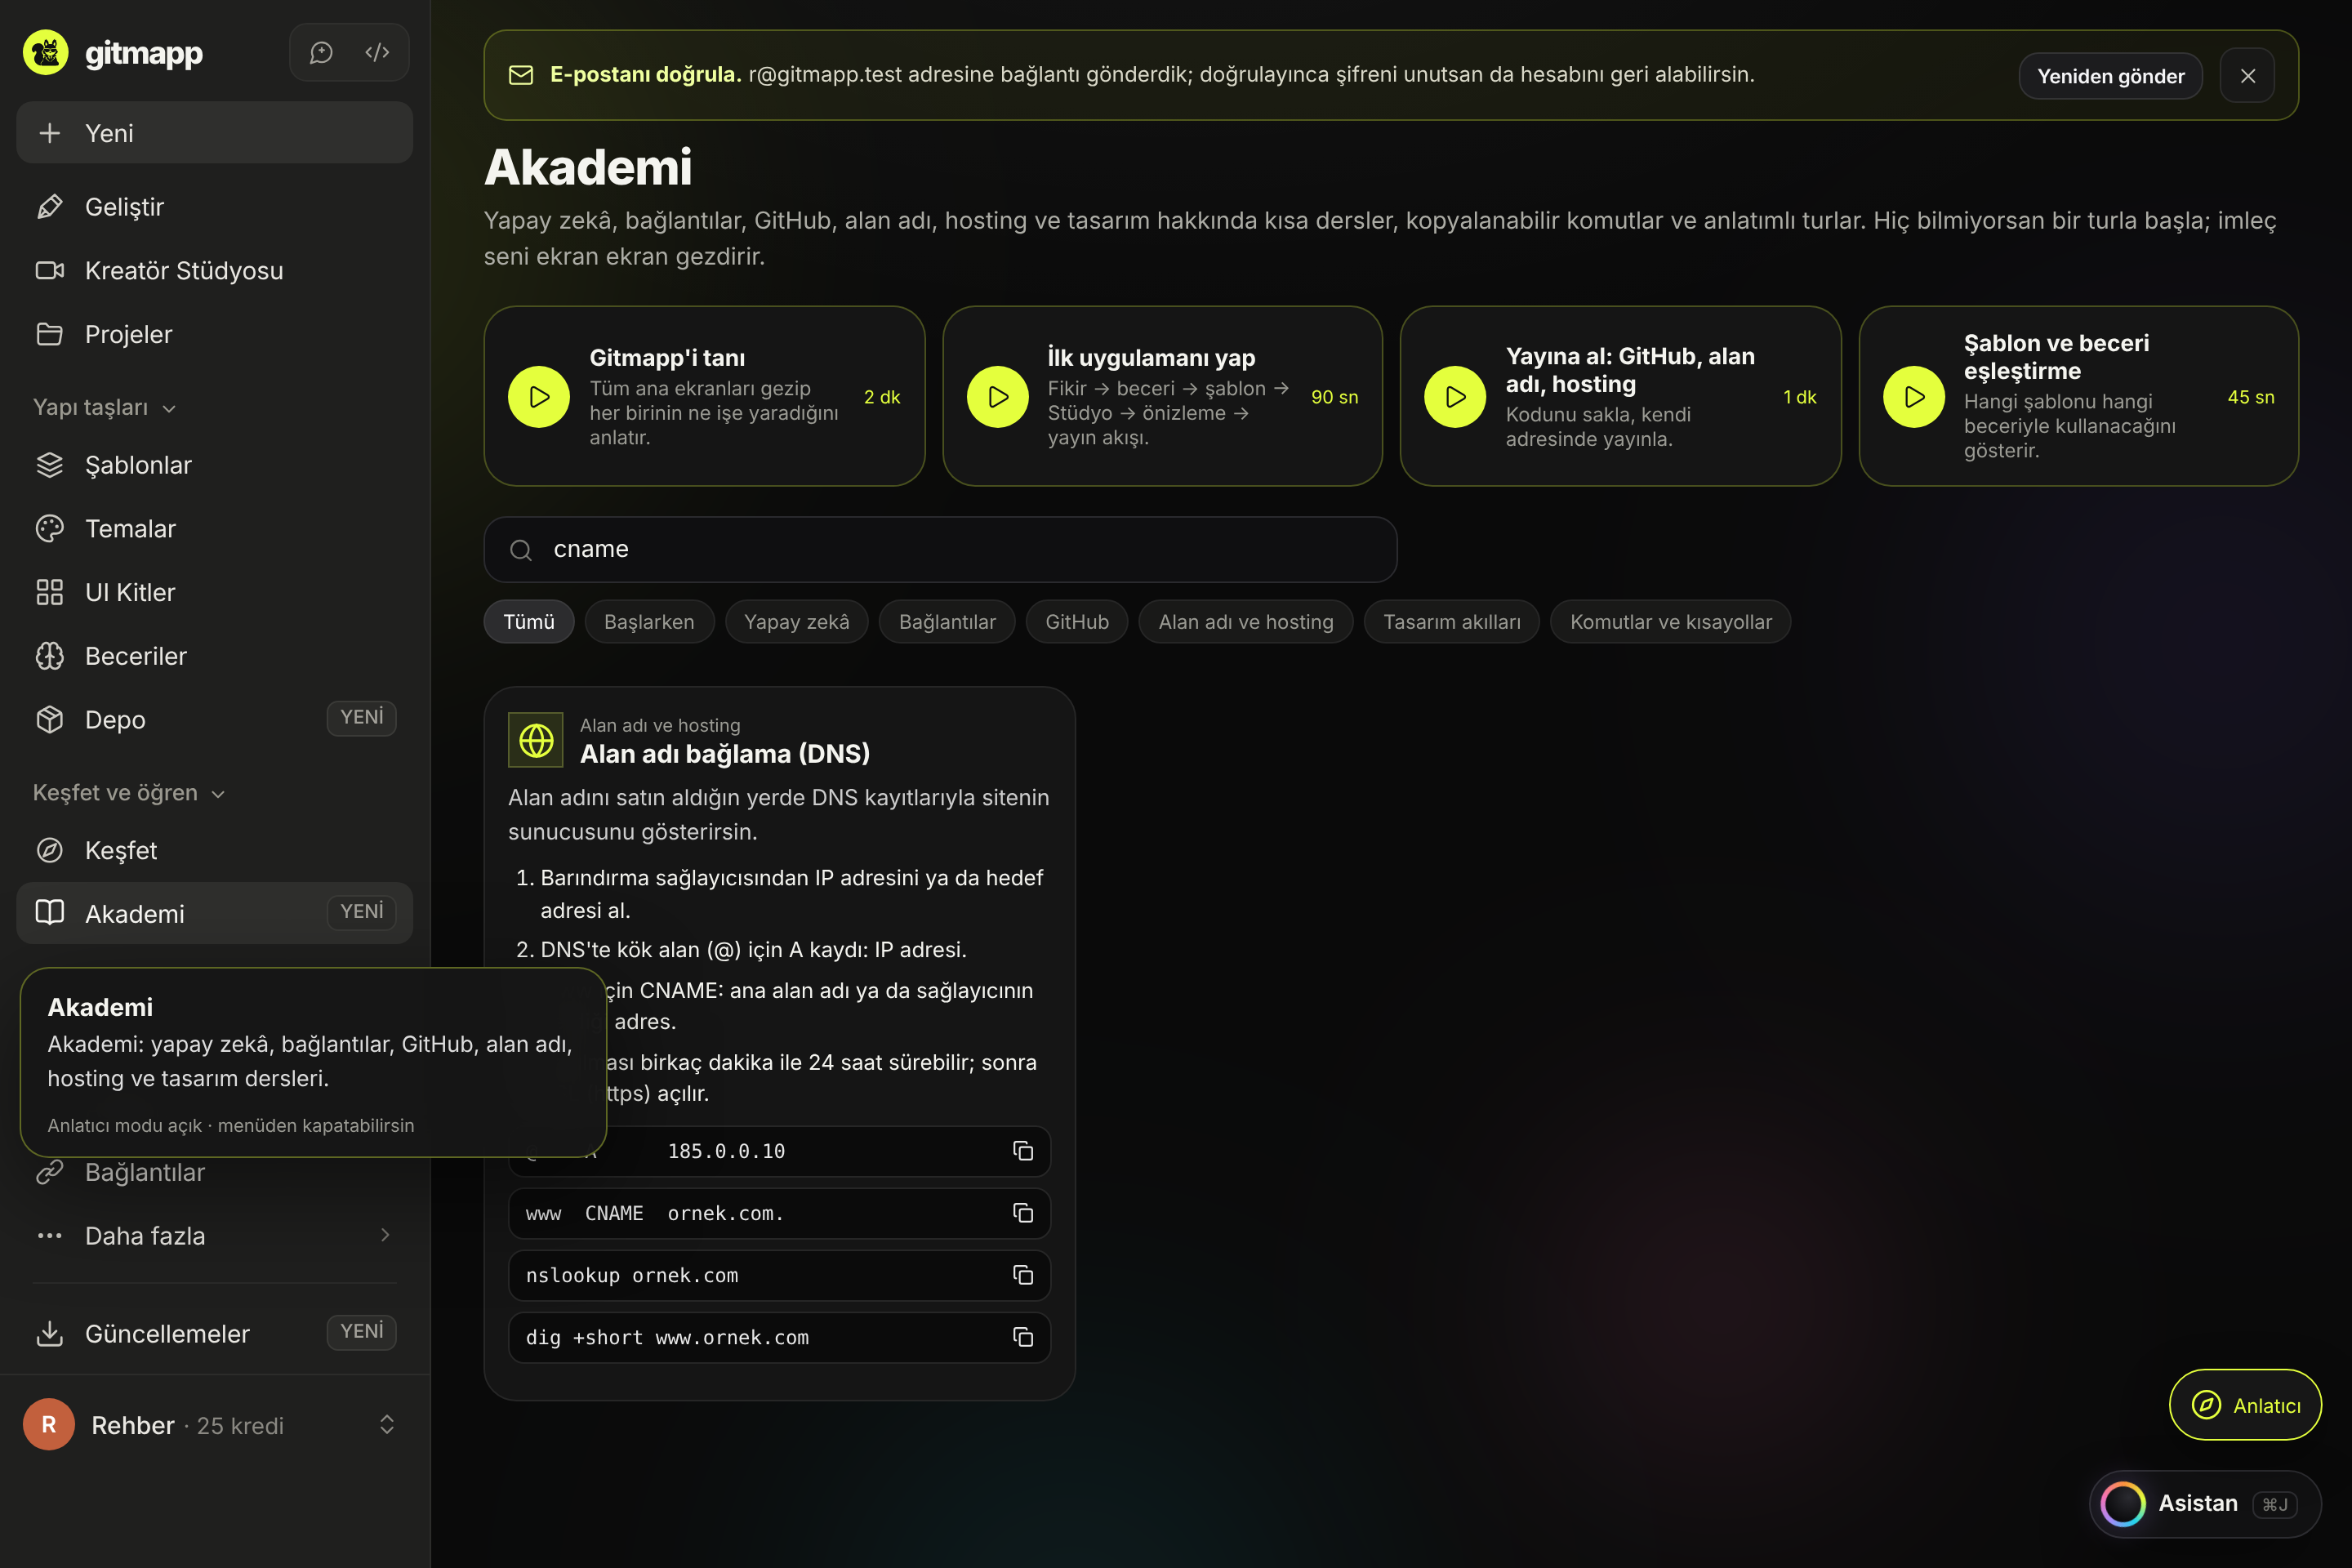 gitmapp
Yeni
Geliştir
Kreatör Stüdyosu
Projeler
Yapı taşları
Şablonlar
Temalar
UI Kitler
Beceriler
Depo YENİ
Keşfet ve öğren
Keşfet
Akademi YENİ
Akademi
Akademi: yapay zekâ, bağlantılar, GitHub, alan adı,
hosting ve tasarım dersleri.
Anlatıcı modu açık · menüden kapatabilirsin
Bağlantılar
Daha fazla
Güncellemeler YENİ
R Rehber · 25 kredi
E-postanı doğrula. r@gitmapp.test adresine bağlantı gönderdik; doğrulayınca şifreni unutsan da hesabını geri alabilirsin.
Yeniden gönder
Akademi
Yapay zekâ, bağlantılar, GitHub, alan adı, hosting ve tasarım hakkında kısa dersler, kopyalanabilir komutlar ve anlatımlı turlar. Hiç bilmiyorsan bir turla başla; imleç
seni ekran ekran gezdirir.
Gitmapp'i tanı
Tüm ana ekranları gezip
her birinin ne işe yaradığını
anlatır.
2 dk
İlk uygulamanı yap
Fikir → beceri → şablon →
Stüdyo → önizleme →
yayın akışı.
90 sn
Yayına al: GitHub, alan
adı, hosting
Kodunu sakla, kendi
adresinde yayınla.
1 dk
Şablon ve beceri
eşleştirme
Hangi şablonu hangi
beceriyle kullanacağını
gösterir.
45 sn
cname
Tümü Başlarken Yapay zekâ Bağlantılar GitHub Alan adı ve hosting Tasarım akılları Komutlar ve kısayollar
Alan adı ve hosting
Alan adı bağlama (DNS)
Alan adını satın aldığın yerde DNS kayıtlarıyla sitenin
sunucusunu gösterirsin.
1. Barındırma sağlayıcısından IP adresini ya da hedef
adresi al.
2. DNS'te kök alan (@) için A kaydı: IP adresi.
için CNAME: ana alan adı ya da sağlayıcının
adres.
birkaç dakika ile 24 saat sürebilir; sonra
açılır.
@ A 185.0.0.10
www CNAME ornek.com.
nslookup ornek.com
dig +short www.ornek.com
Anlatıcı
Asistan ⌘J